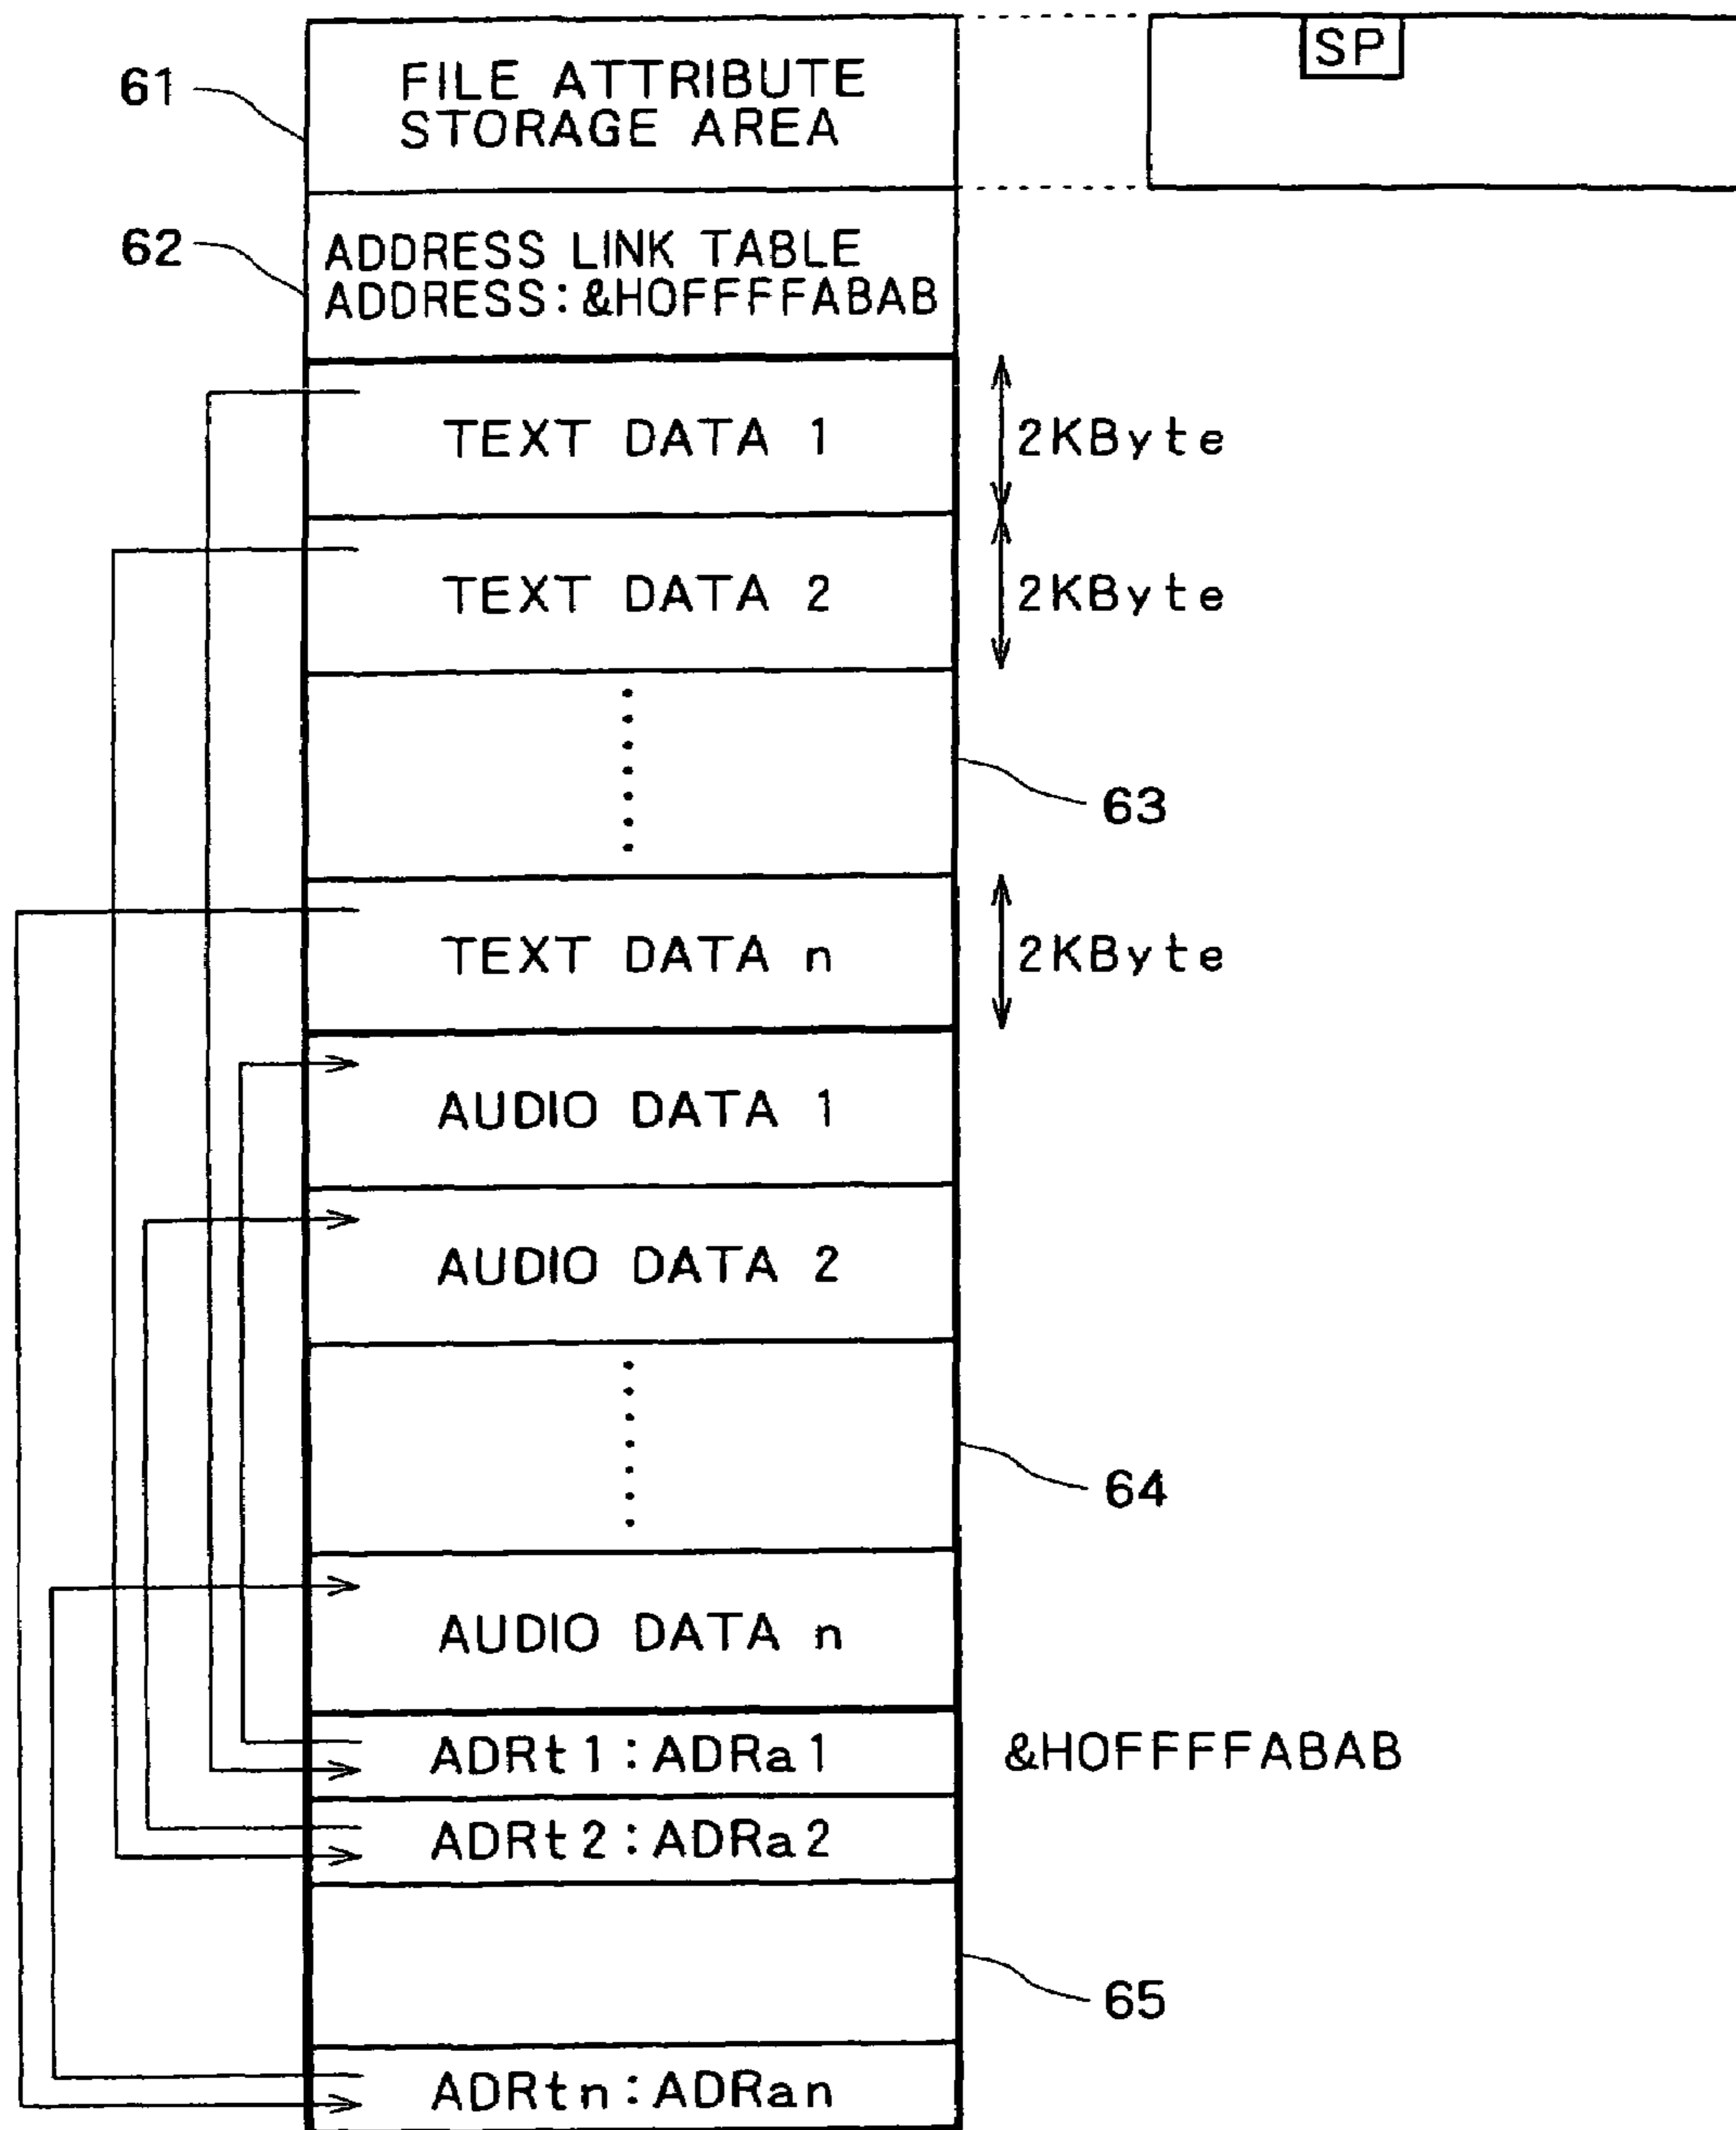 61
FILE ATTRIBUTE
STORAGE AREA
SP
62
ADDRESS LINK TABLE
ADDRESS:&H0FFFFABAB
TEXT DATA 1
2KByte
TEXT DATA 2
2KByte
63
TEXT DATA n
2KByte
AUDIO DATA 1
AUDIO DATA 2
64
AUDIO DATA n
ADRt1:ADRa1
&H0FFFFABAB
ADRt2:ADRa2
65
ADRtn:ADRan